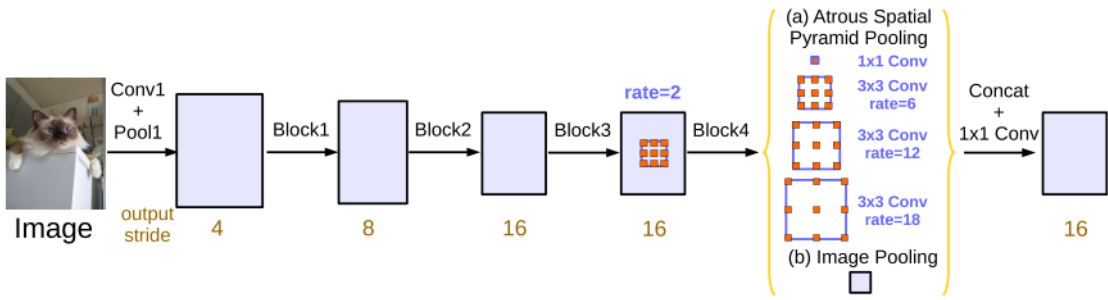 (a) Atrous Spatial
Pyramid Pooling
1x1 Conv
3x3 Conv
rate=6
3x3 Conv
rate=12
3x3 Conv
rate=18
(b) Image Pooling
Conv1
+
Pool1
Block1
Block2
Block3
rate=2
Block4
Concat
+
1x1 Conv
Image
output
stride
4
8
16
16
16